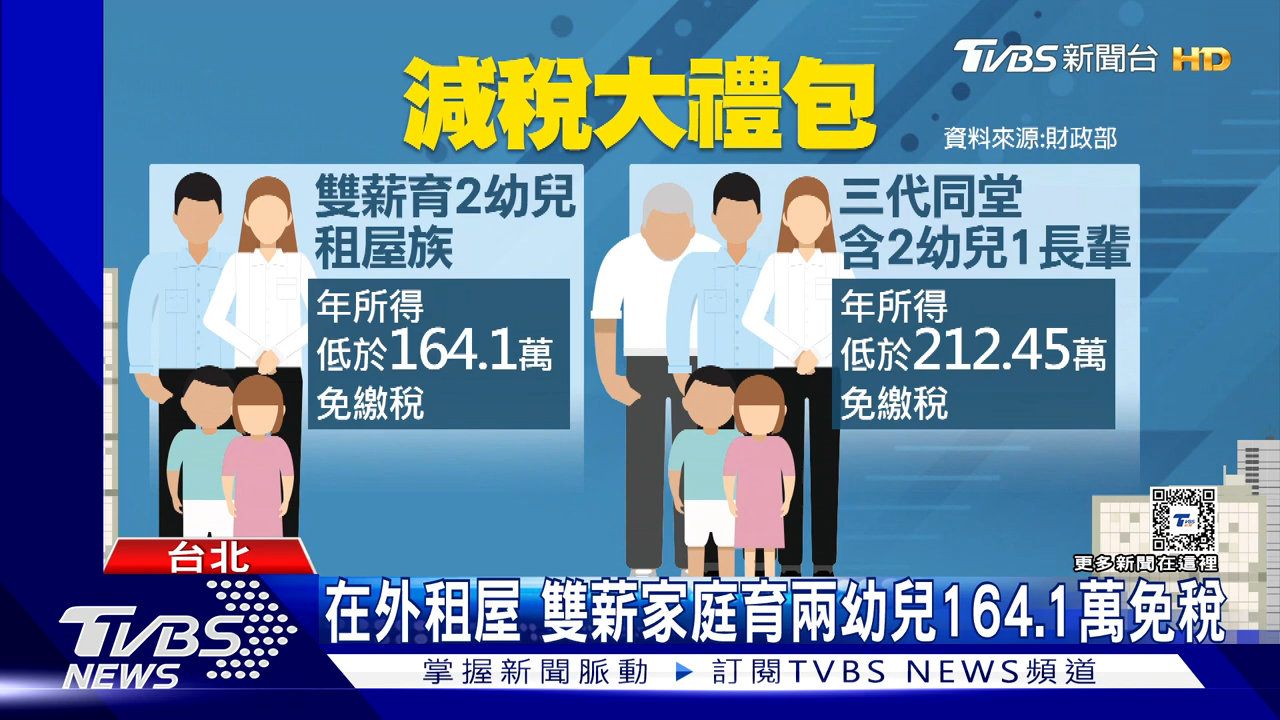 減稅大禮包
TVBS新聞台 HD
資料來源:財政部
雙薪育2幼兒
租屋族
年所得
低於164.1萬
免繳稅
三代同堂
含2幼兒1長輩
年所得
低於212.45萬
免繳稅
TVBS
更多新聞在這裡
台北
在外租屋 雙薪家庭育兩幼兒164.1萬免稅
TVBS
NEWS
掌握新聞脈動 ▶ 訂閱TVBS NEWS頻道